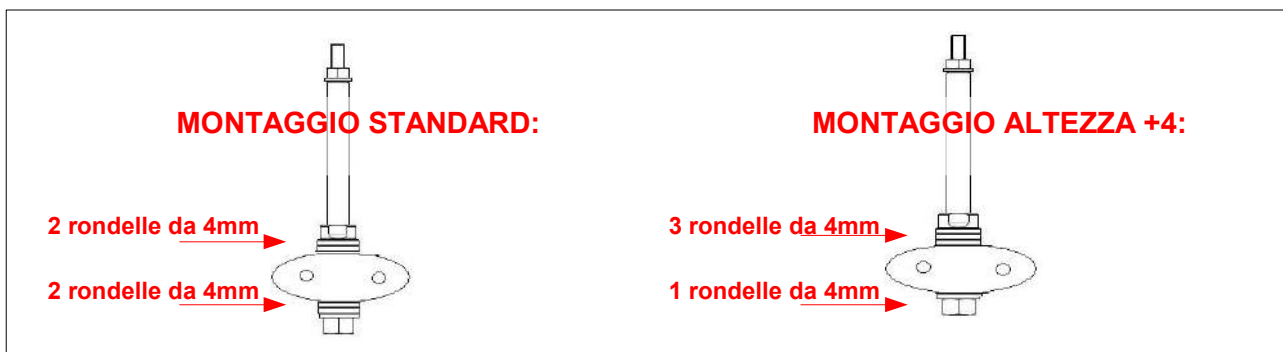 MONTAGGIO STANDARD:
2 rondelle da 4mm
2 rondelle da 4mm
MONTAGGIO ALTEZZA +4:
3 rondelle da 4mm
1 rondelle da 4mm